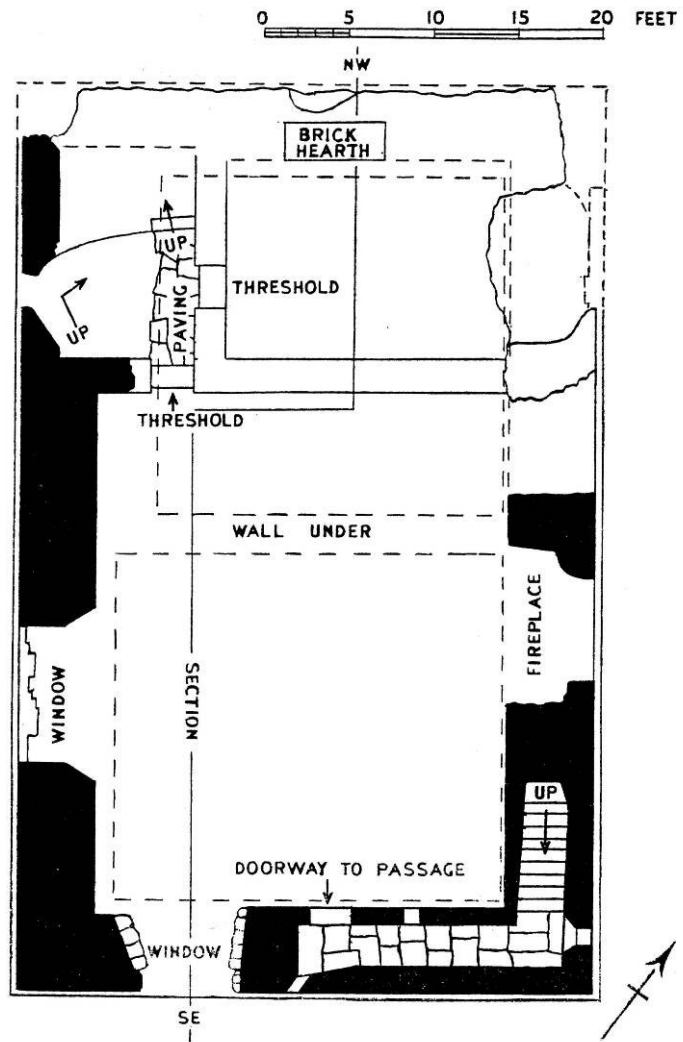 0 5 10 15 20 FEET
NW
BRICK
HEARTH
UP
UP
PAVING
THRESHOLD
THRESHOLD
WALL UNDER
FIREPLACE
WINDOW
SECTION
UP
DOORWAY TO PASSAGE
WINDOW
SE